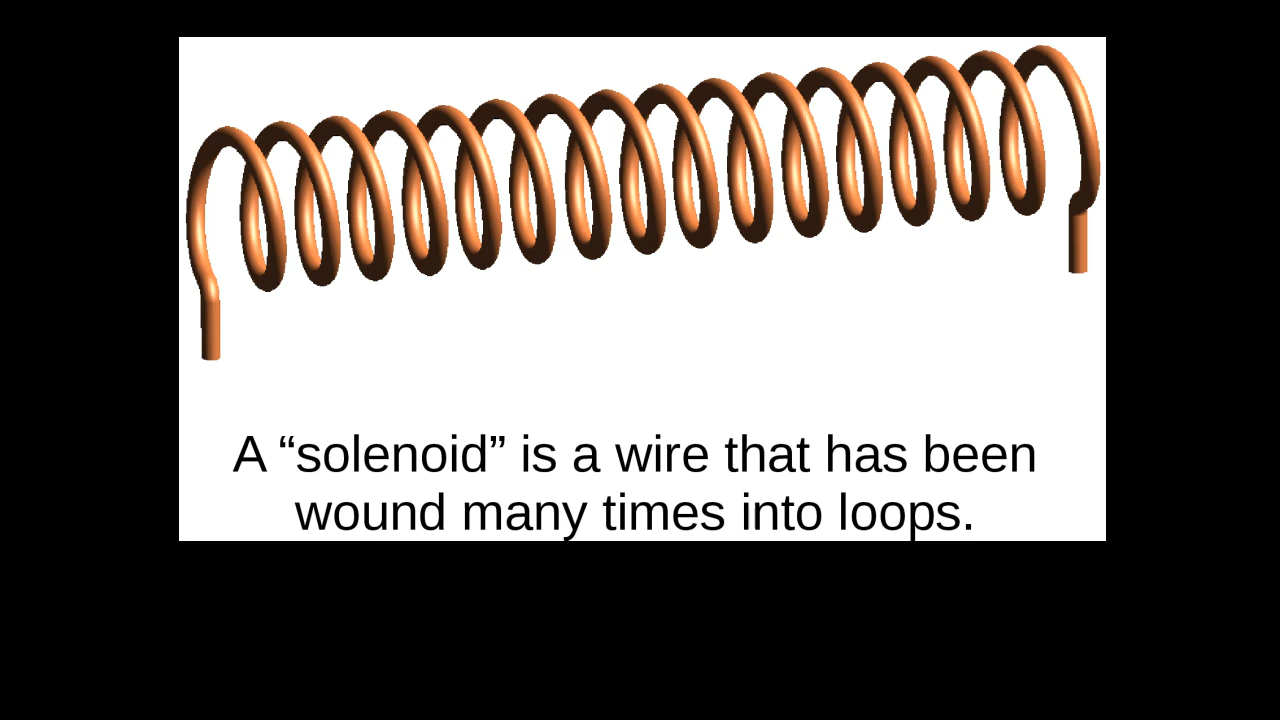 A “solenoid” is a wire that has been
wound many times into loops.